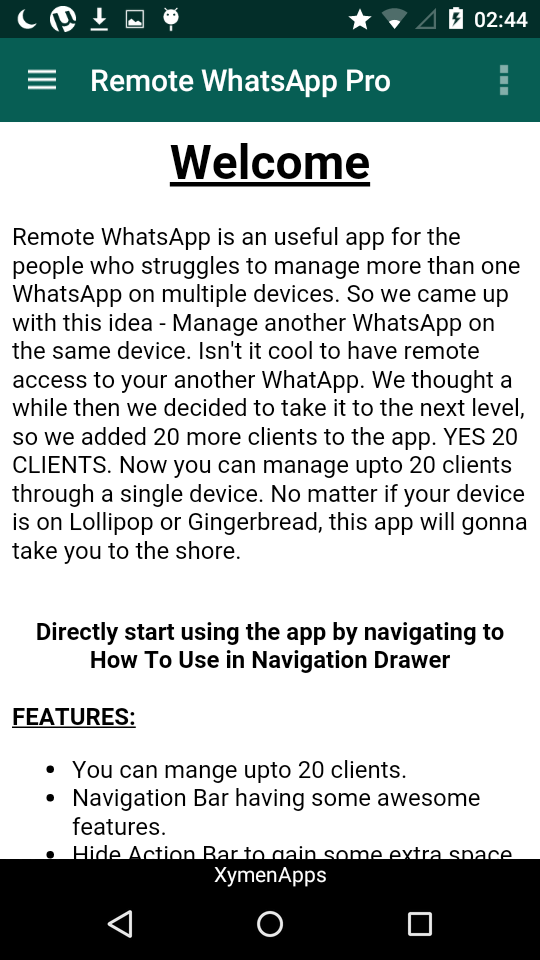 02:44
Remote WhatsApp Pro
Welcome
Remote WhatsApp is an useful app for the
people who struggles to manage more than one
WhatsApp on multiple devices. So we came up
with this idea - Manage another WhatsApp on
the same device. Isn't it cool to have remote
access to your another WhatApp. We thought a
while then we decided to take it to the next level,
so we added 20 more clients to the app. YES 20
CLIENTS. Now you can manage upto 20 clients
through a single device. No matter if your device
is on Lollipop or Gingerbread, this app will gonna
take you to the shore.
Directly start using the app by navigating to
How To Use in Navigation Drawer
FEATURES:
• You can mange upto 20 clients.
• Navigation Bar having some awesome
features.
• Hide Action Bar to gain some extra space
XymenApps